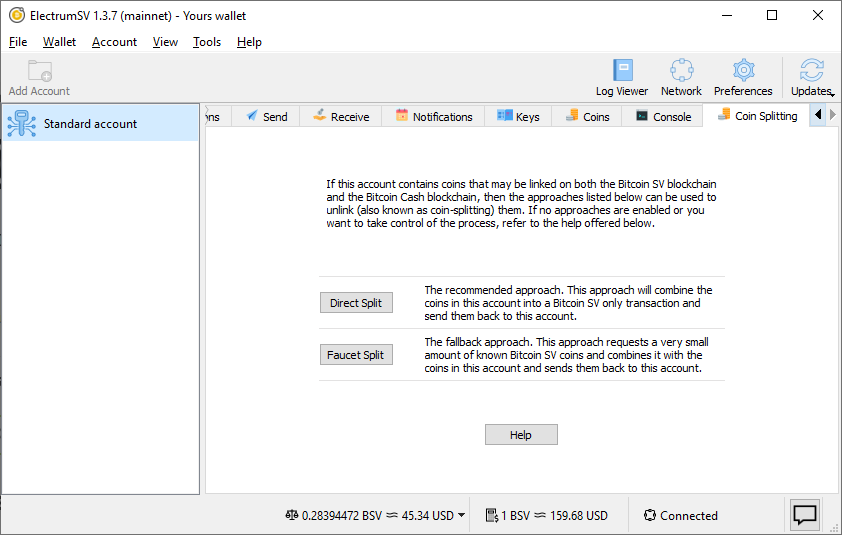 ElectrumSV 1.3.7 (mainnet) - Yours wallet
File Wallet Account View Tools Help
Add Account Log Viewer Network Preferences Updates
Standard account
ons Send Receive Notifications Keys Coins Console Coin Splitting
If this account contains coins that may be linked on both the Bitcoin SV blockchain
and the Bitcoin Cash blockchain, then the approaches listed below can be used to
unlink (also known as coin-splitting) them. If no approaches are enabled or you
want to take control of the process, refer to the help offered below.
Direct Split
The recommended approach. This approach will combine the
coins in this account into a Bitcoin SV only transaction and
send them back to this account.
Faucet Split
The fallback approach. This approach requests a very small
amount of known Bitcoin SV coins and combines it with the
coins in this account and sends them back to this account.
Help
0.28394472 BSV ≈ 45.34 USD 1 BSV ≈ 159.68 USD Connected